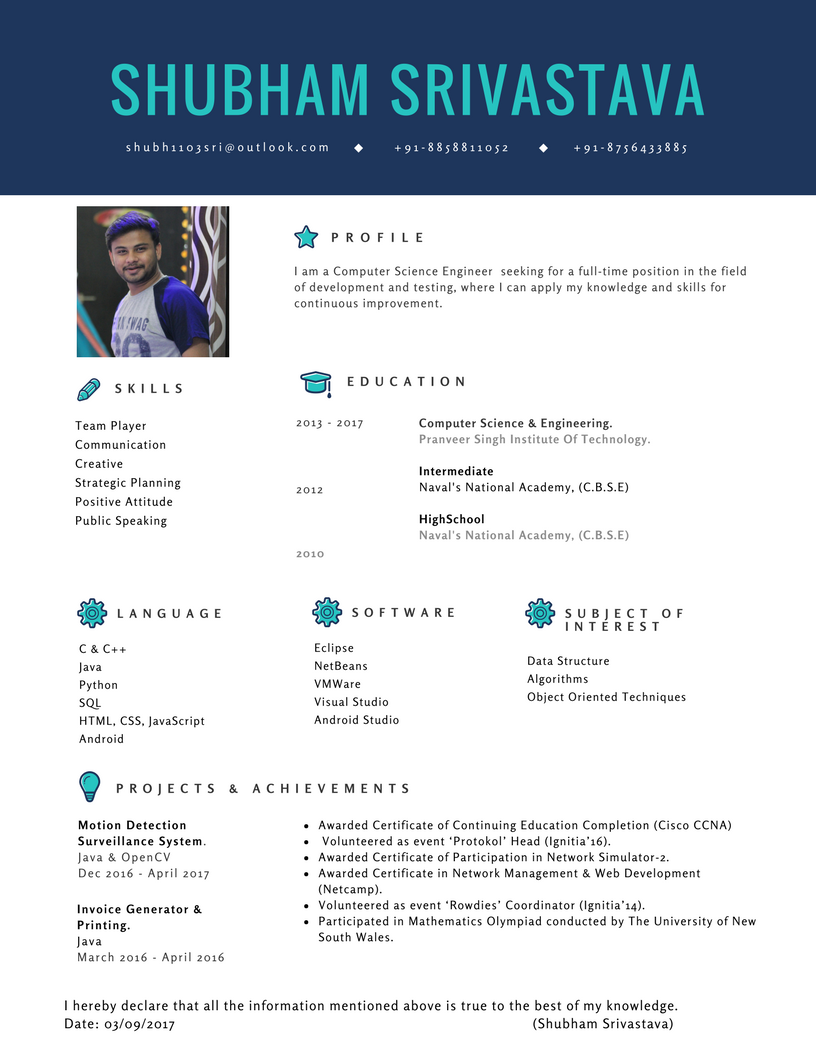 SHUBHAM SRIVASTAVA
shubh1103sri@outlook.com ◆ +91-8858811052 ◆ +91-8756433885
PROFILE
I am a Computer Science Engineer  seeking for a full-time position in the field
of development and testing, where I can apply my knowledge and skills for
continuous improvement.
SKILLS
Team Player
Communication
Creative
Strategic Planning
Positive Attitude
Public Speaking
EDUCATION
2013 - 2017
Computer Science & Engineering.
Pranveer Singh Institute Of Technology.
2012
Intermediate
Naval's National Academy, (C.B.S.E)
2010
HighSchool
Naval's National Academy, (C.B.S.E)
LANGUAGE
C & C++
Java
Python
SQL
HTML, CSS, JavaScript
Android
SOFTWARE
Eclipse
NetBeans
VMWare
Visual Studio
Android Studio
SUBJECT OF
INTEREST
Data Structure
Algorithms
Object Oriented Techniques
PROJECTS & ACHIEVEMENTS
Motion Detection
Surveillance System.
Java & OpenCV
Dec 2016 - April 2017
Invoice Generator &
Printing.
Java
March 2016 - April 2016
• Awarded Certificate of Continuing Education Completion (Cisco CCNA)
• Volunteered as event ‘Protokol’ Head (Ignitia’16).
• Awarded Certificate of Participation in Network Simulator-2.
• Awarded Certificate in Network Management & Web Development
(Netcamp).
• Volunteered as event ‘Rowdies’ Coordinator (Ignitia’14).
• Participated in Mathematics Olympiad conducted by The University of New
South Wales.
I hereby declare that all the information mentioned above is true to the best of my knowledge.
Date: 03/09/2017 (Shubham Srivastava)